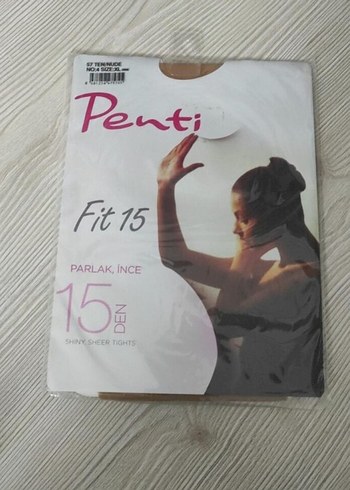 57 TEN/NUDE
NO:4 SIZE:XL
Penti
Fit 15
PARLAK, İNCE
15 DEN
SHINY SHEER TIGHTS